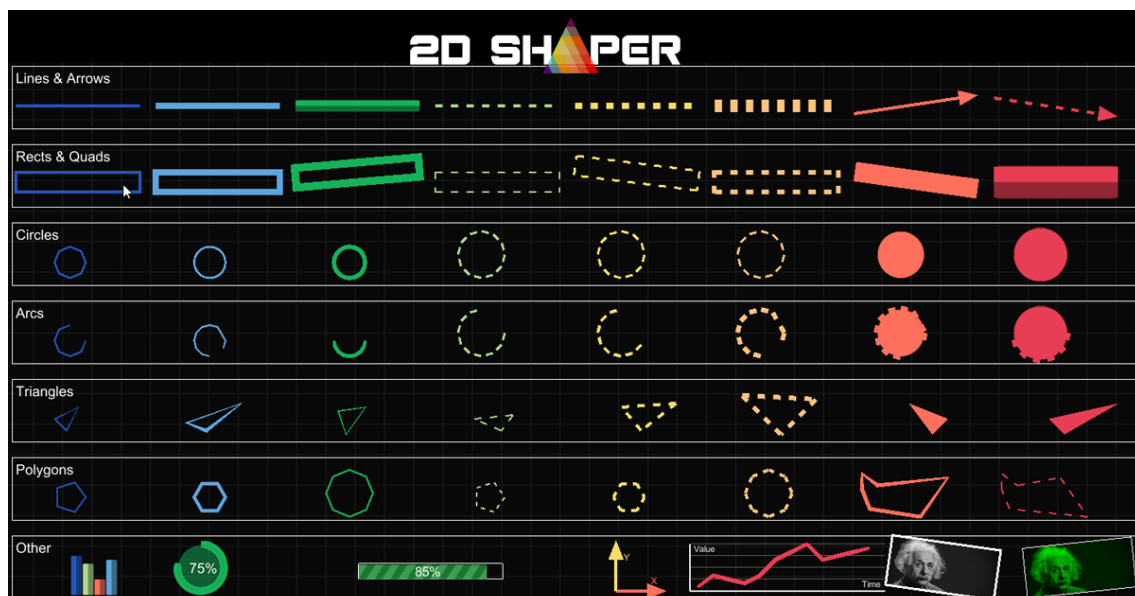 2D SHAPER
Lines & Arrows
Rects & Quads
Circles
Arcs
Triangles
Polygons
Other
75%
85%
Y
X
Value
Time